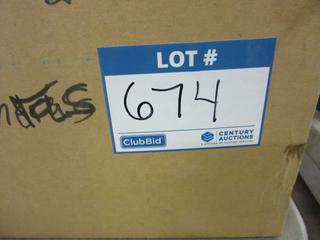 LOT #
674
ClubBid
CENTURY
AUCTIONS